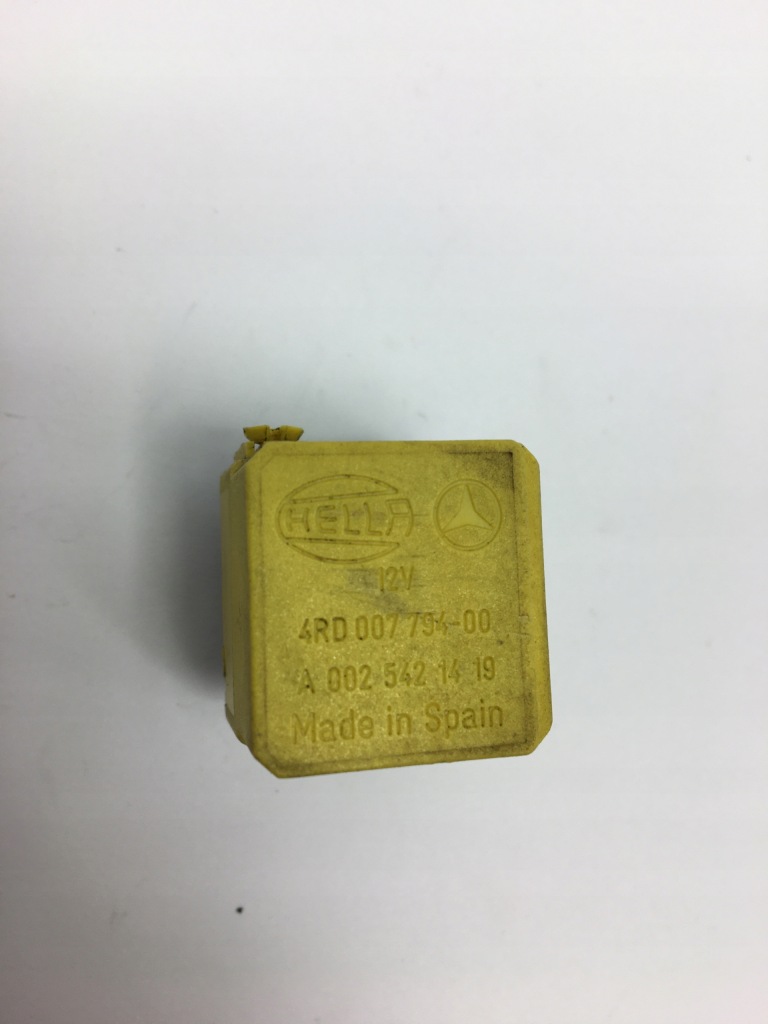 HELLA
12V
4RD 007 794-00
A 002 542 14 19
Made in Spain